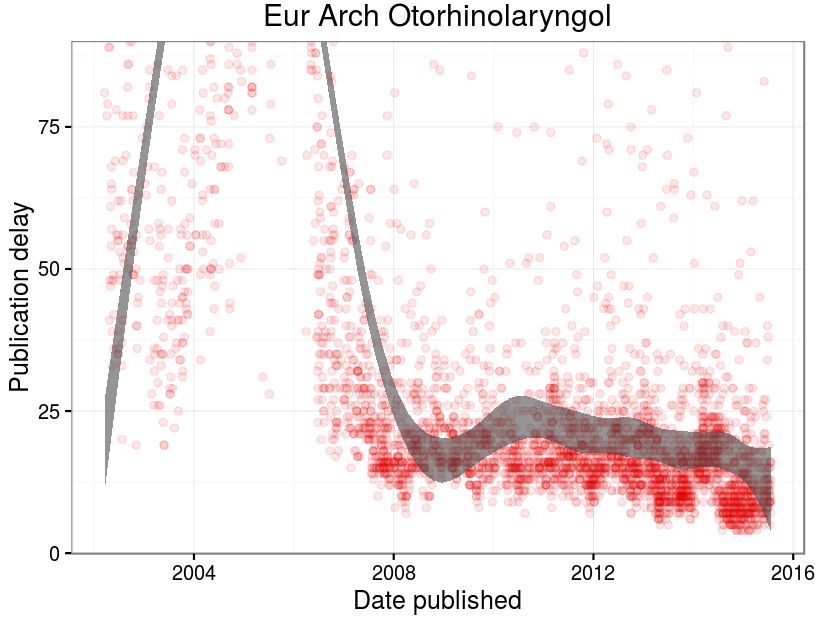 Eur Arch Otorhinolaryngol
Publication delay
75
50
25
0
2004 2008 2012 2016
Date published